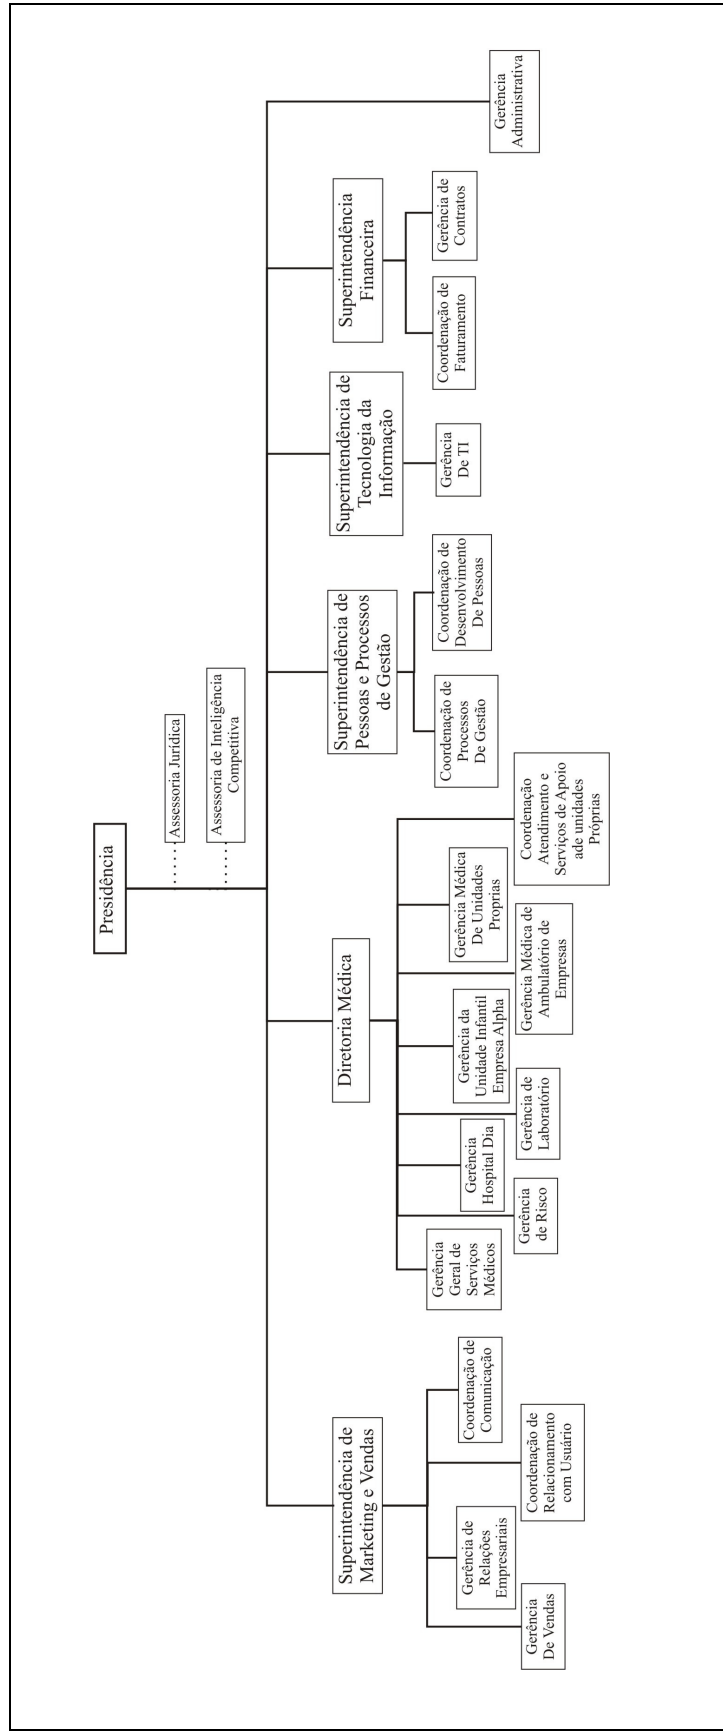 Presidência
Assessoria Jurídica
Assessoria de Inteligência
Competitiva
Superintendência de
Marketing e Vendas
Gerência
De Vendas
Gerência de
Relações
Empresariais
Coordenação de
Relacionamento
com Usuário
Coordenação de
Comunicação
Diretoria Médica
Gerência
Geral de
Serviços
Médicos
Gerência
de Risco
Gerência
Hospital Dia
Gerência de
Laboratório
Gerência da
Unidade Infantil
Empresa Alpha
Gerência Médica de
Ambulatório de
Empresas
Gerência Médica
De Unidades
Proprias
Coordenação
Atendimento e
Serviços de Apoio
ade unidades
Próprias
Superintendência de
Pessoas e Processos
de Gestão
Coordenação de
Processos
De Gestão
Coordenação de
Desenvolvimento
De Pessoas
Superintendência de
Tecnologia da
Informação
Gerência
De TI
Superintendência
Financeira
Coordenação de
Faturamento
Gerência de
Contratos
Gerência
Administrativa